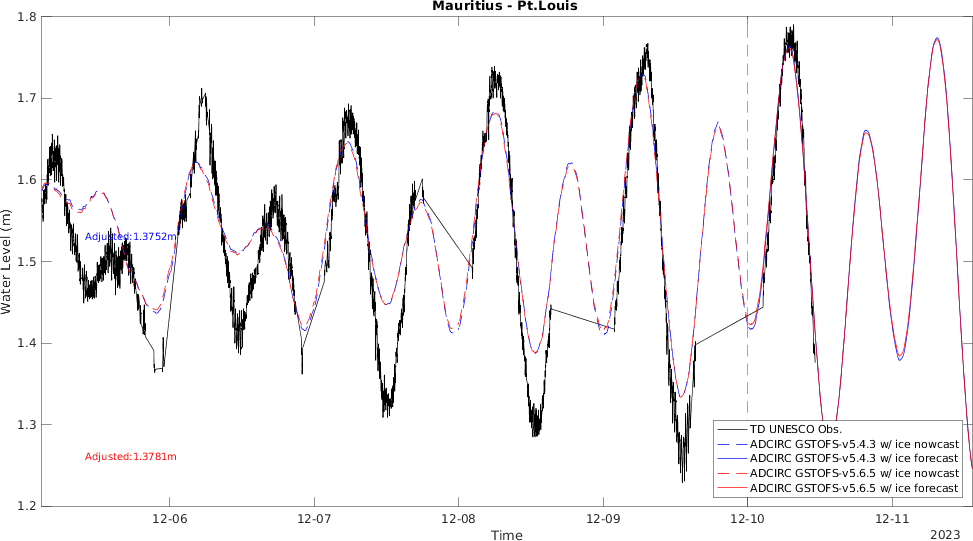 Mauritius - Pt.Louis
1.8
1.7
1.6
1.5
1.4
1.3
1.2
Water Level (m)
Adjusted:1.3752m
Adjusted:1.3781m
TD UNESCO Obs.
ADCIRC GSTOFS-v5.4.3 w/ ice nowcast
ADCIRC GSTOFS-v5.4.3 w/ ice forecast
ADCIRC GSTOFS-v5.6.5 w/ ice nowcast
ADCIRC GSTOFS-v5.6.5 w/ ice forecast
12-06 12-07 12-08 12-09 12-10 12-11
Time
2023